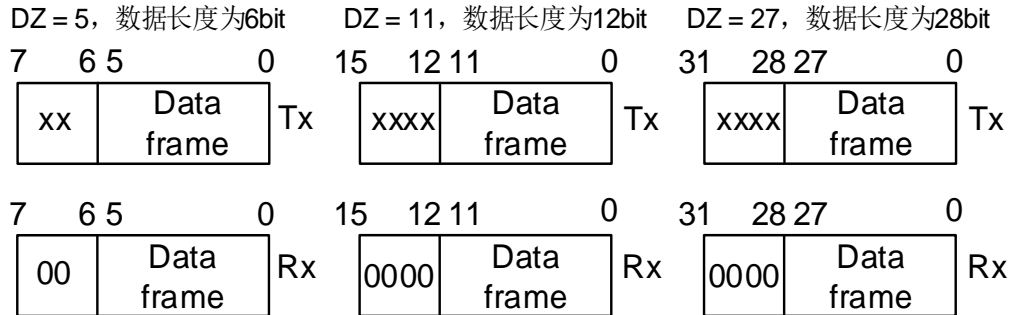 DZ = 5，数据长度为6bit DZ = 11，数据长度为12bit DZ = 27，数据长度为28bit
7 6 5 0 15 12 11 0 31 28 27 0
xx Data frame Tx xxxx Data frame Tx xxxx Data frame Tx
7 6 5 0 15 12 11 0 31 28 27 0
00 Data frame Rx 0000 Data frame Rx 0000 Data frame Rx